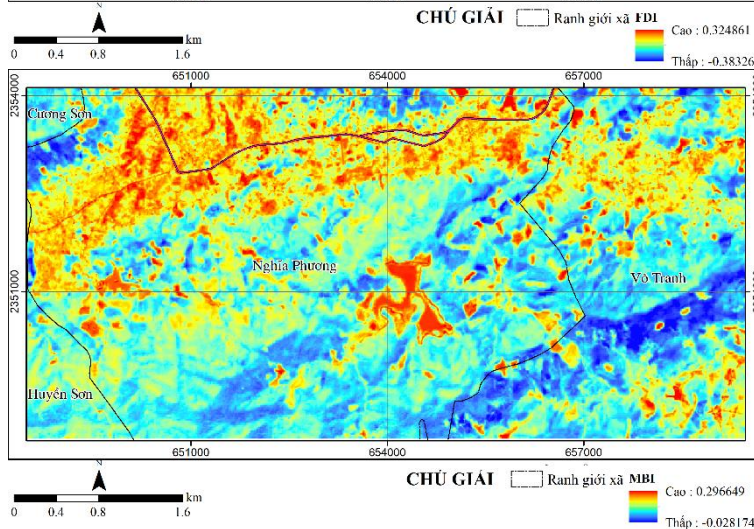 N
CHÚ GIẢI Ranh giới xã FDI
Cao : 0.324861
Thấp : -0.38326
km
0 0.4 0.8 1.6
651000 654000 657000
2354000
Cương Sơn
Nghĩa Phương
Vô Tranh
2351000
Huyền Sơn
651000 654000 657000
N
CHÚ GIẢI Ranh giới xã MBI
Cao : 0.296649
Thấp : -0.028174
km
0 0.4 0.8 1.6